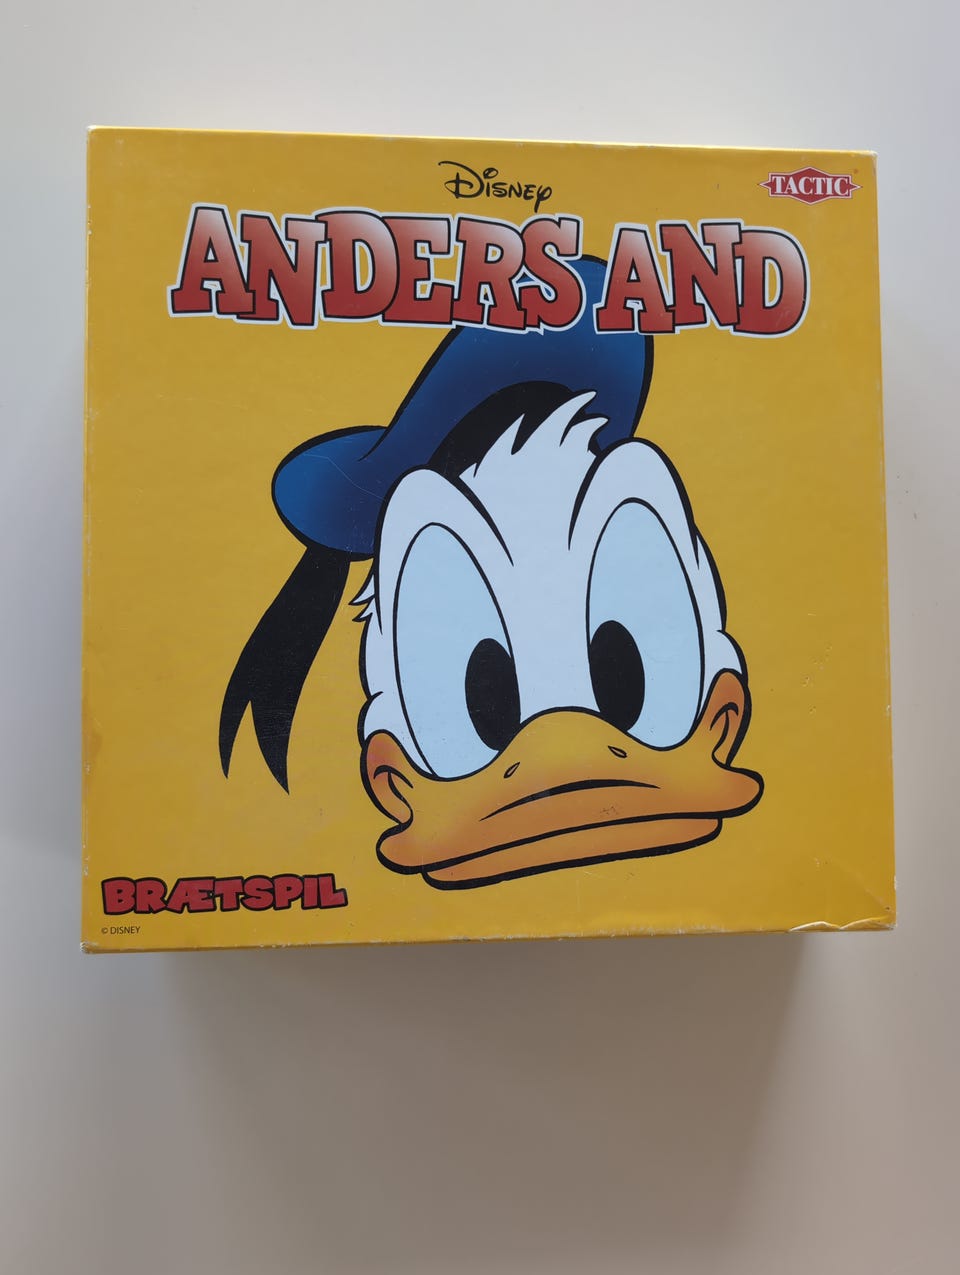 Disney
TACTIC
ANDERS AND
BRÆTSPIL
© DISNEY